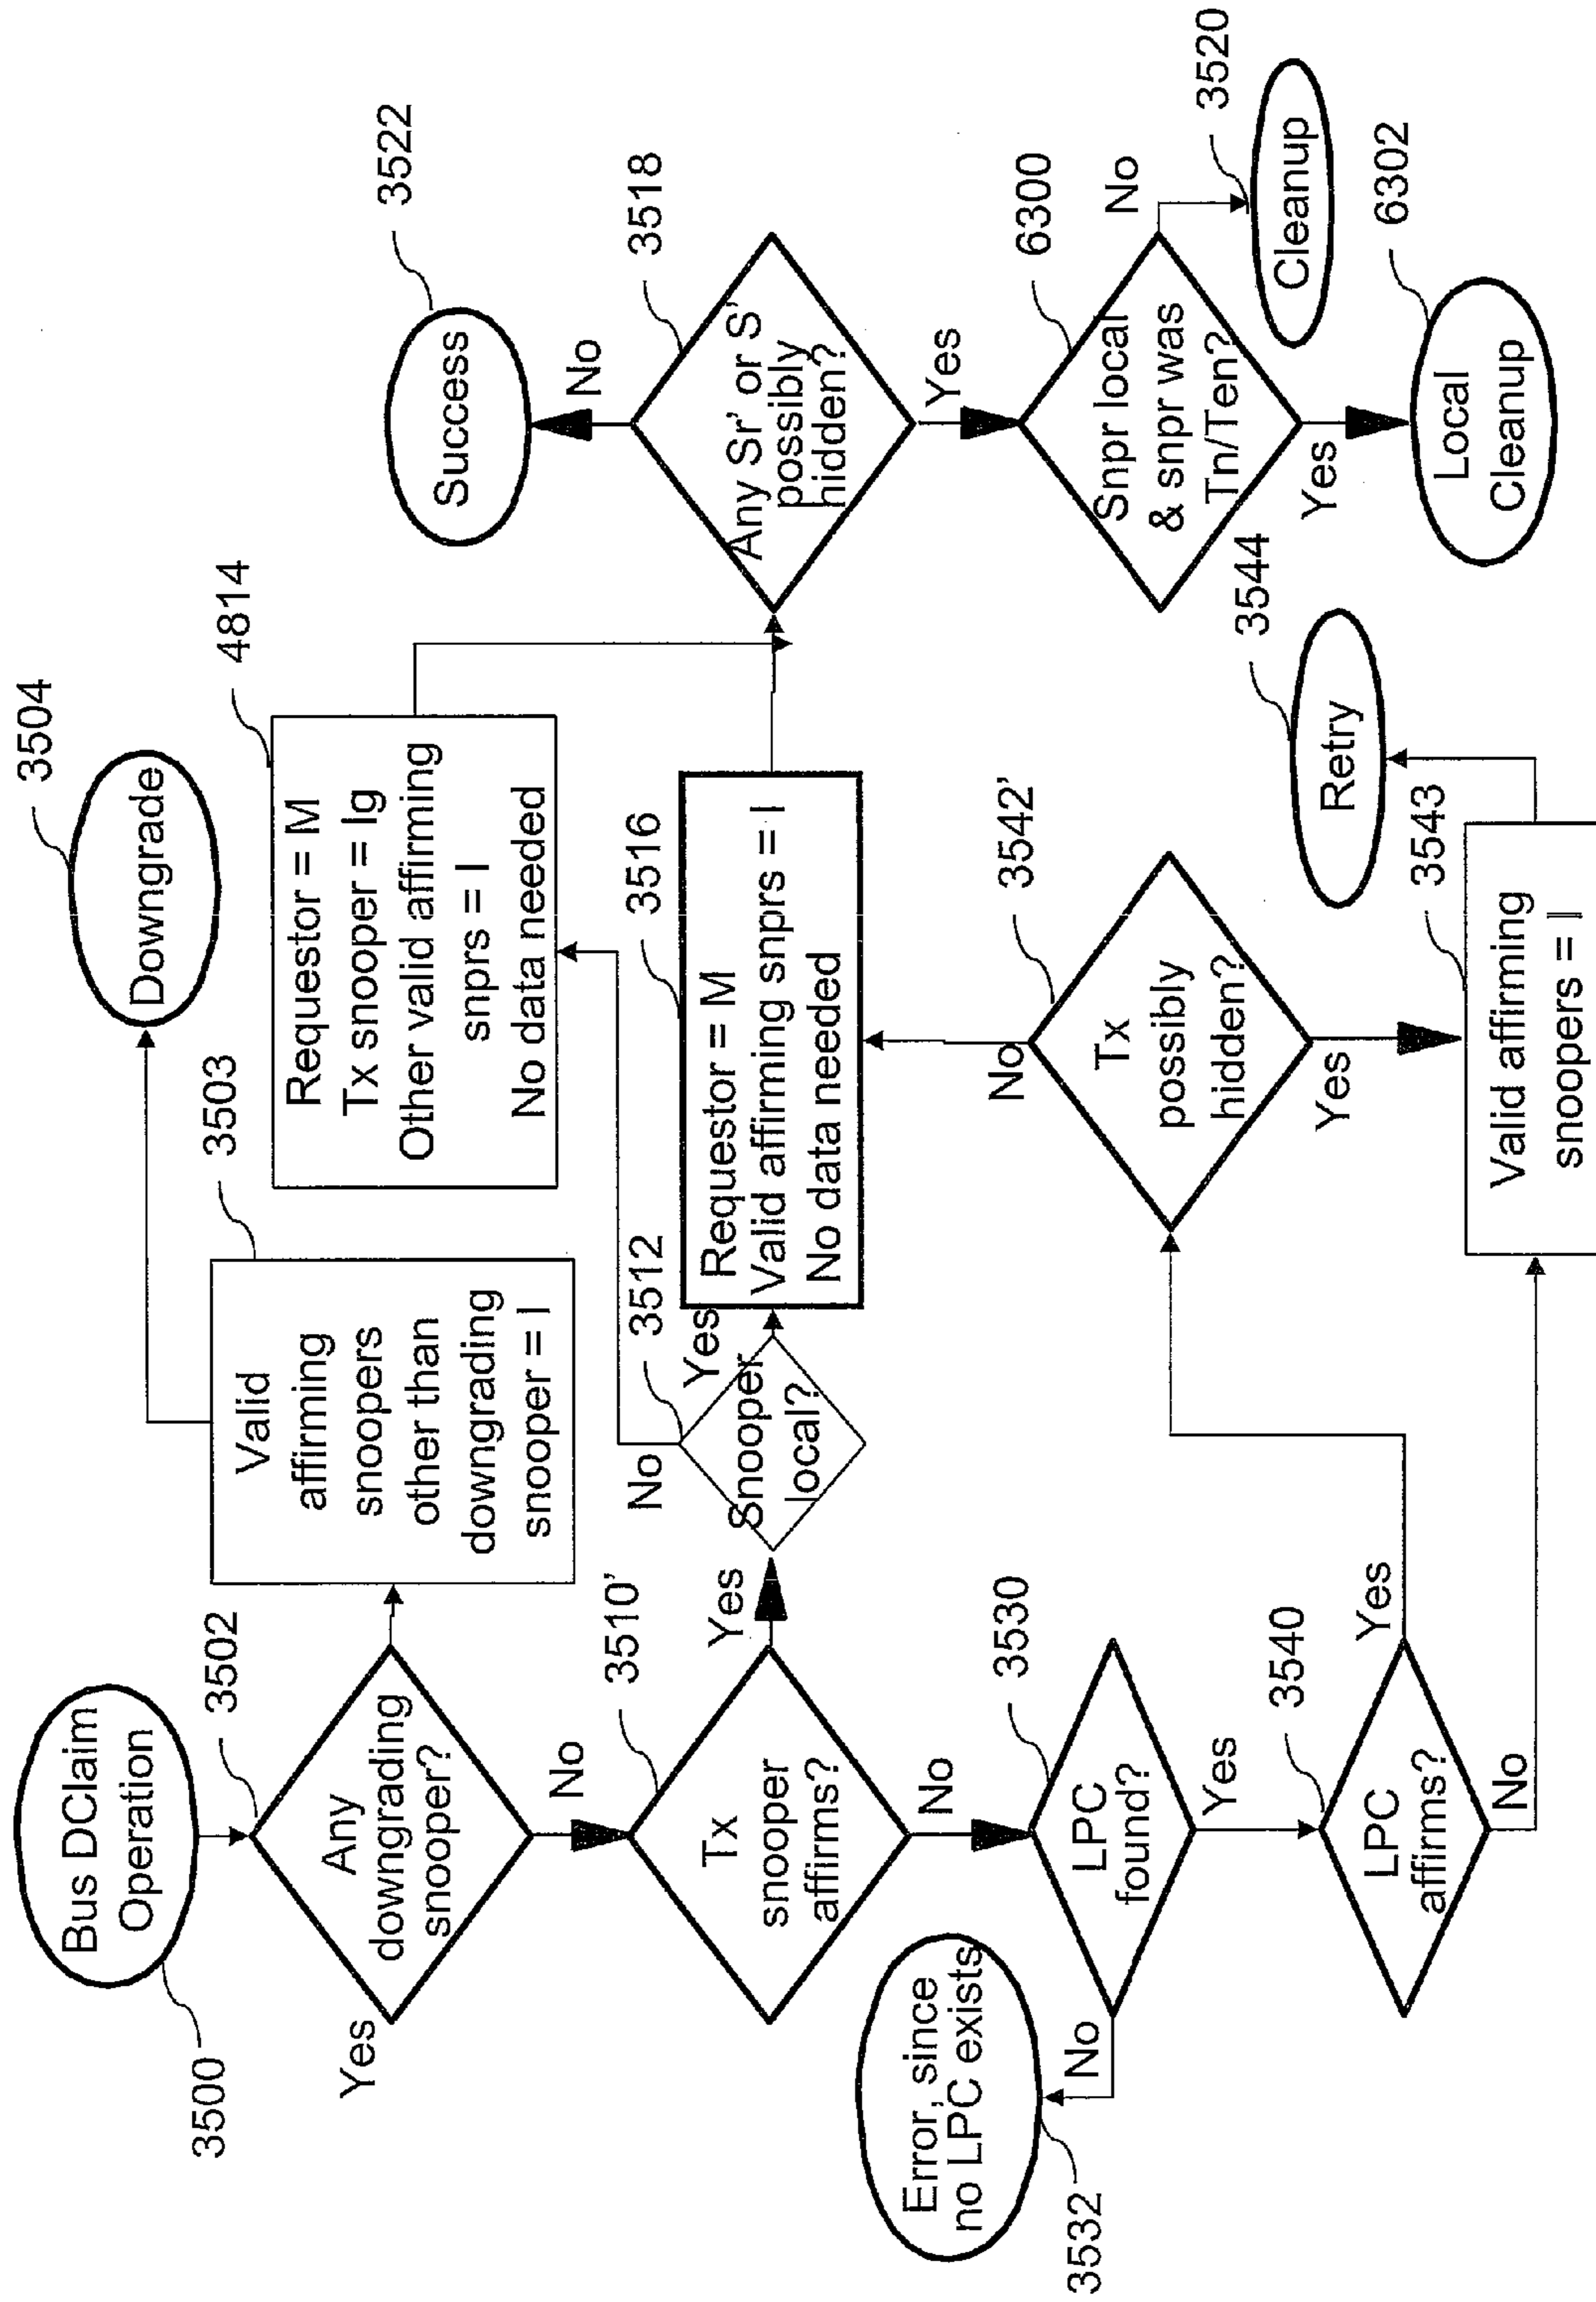 3500
Bus DClaim
Operation
3502
Any
downgrading
snooper?
Yes
No
3503
Valid
affirming
snoopers
other than
downgrading
snooper = I
3504
Downgrade
3510'
Tx
snooper
affirms?
Yes
No
3512
Snooper
local?
No
Yes
4814
Requestor = M
Tx snooper = Ig
Other valid affirming
snprs = I
No data needed
3516
Requestor = M
Valid affirming snprs = I
No data needed
3518
Any Sr' or S'
possibly
hidden?
No
Yes
3522
Success
6300
Snpr local
& snpr was
Tn/Ten?
No
Yes
3520
Cleanup
6302
Local
Cleanup
3530
LPC
found?
No
Yes
3532
Error, since
no LPC exists
3540
LPC
affirms?
Yes
No
3542'
Tx
possibly
hidden?
No
Yes
3543
Valid affirming
snoopers = I
3544
Retry